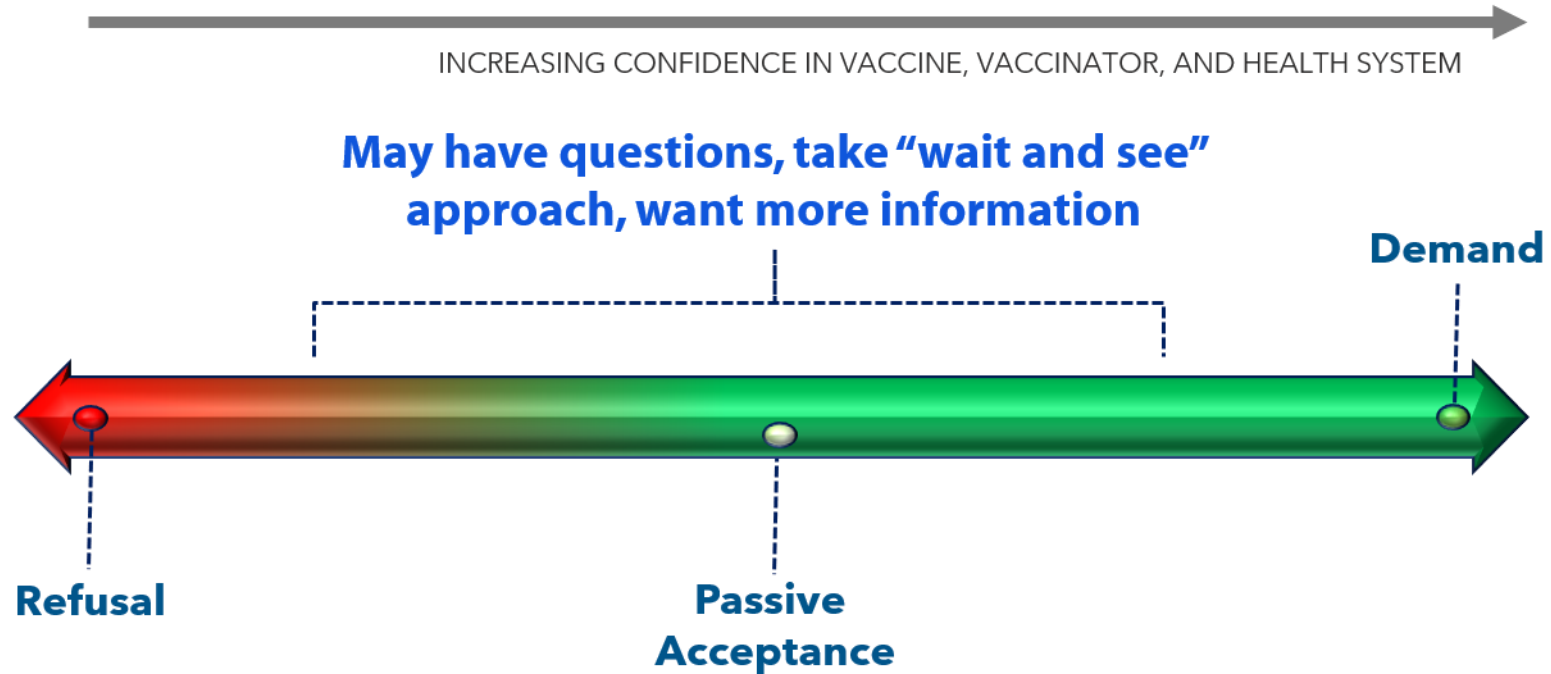 INCREASING CONFIDENCE IN VACCINE, VACCINATOR, AND HEALTH SYSTEM
May have questions, take “wait and see”
approach, want more information
Demand
Refusal
Passive
Acceptance